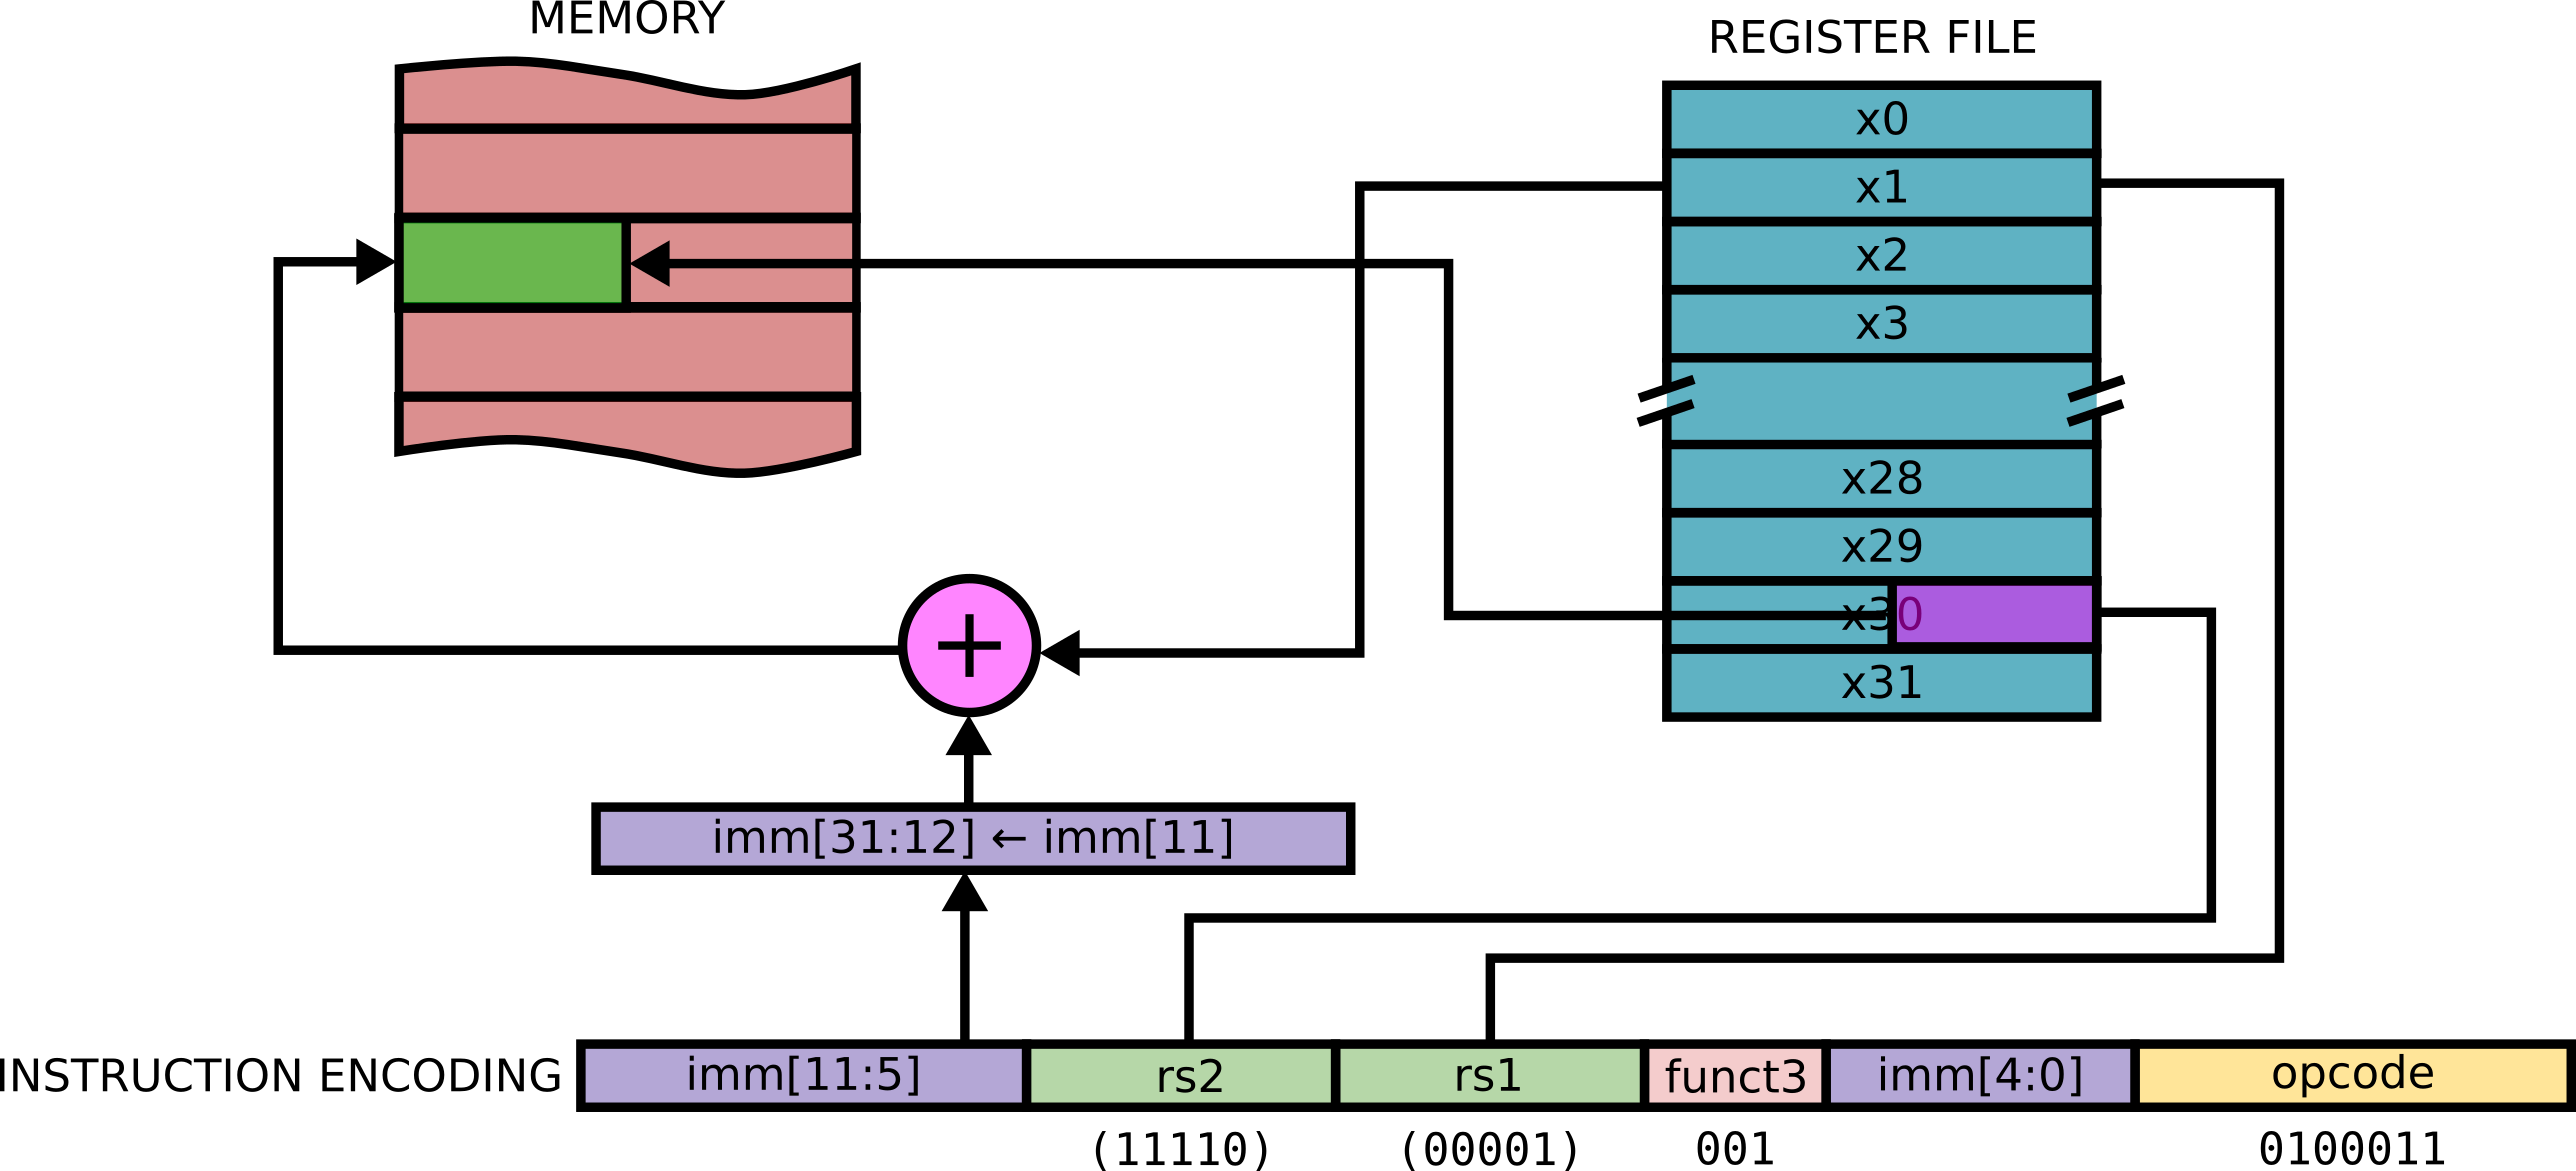 MEMORY
REGISTER FILE
x0
x1
x2
x3
x28
x29
x30
x31
+
imm[31:12] ← imm[11]
INSTRUCTION ENCODING
imm[11:5] rs2 rs1 funct3 imm[4:0] opcode
(11110) (00001) 001 0100011